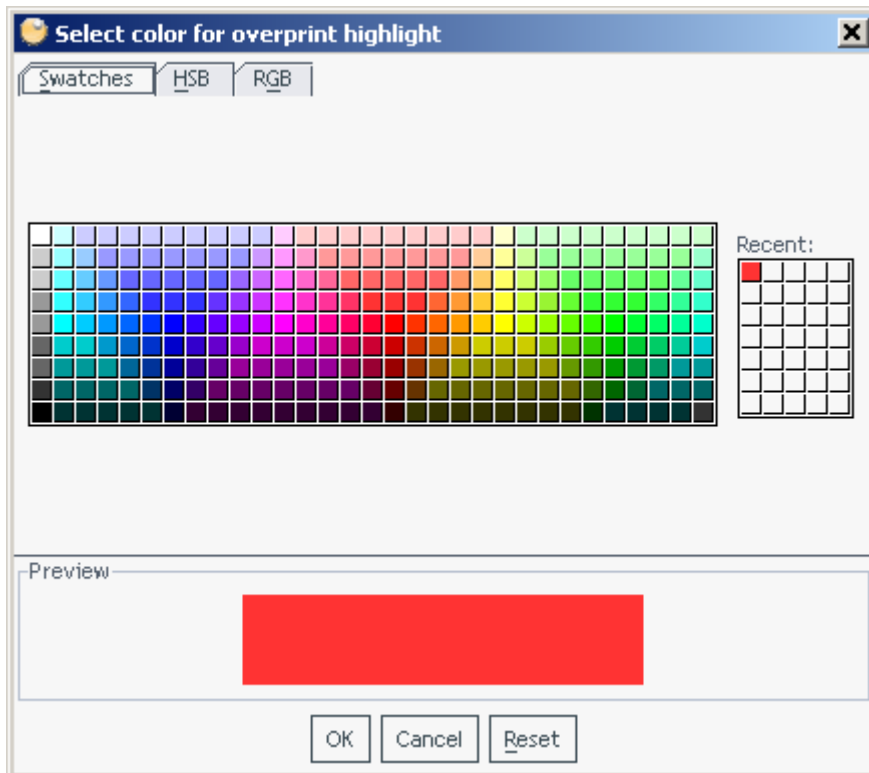 Select color for overprint highlight
Swatches HSB RGB
Recent:
Preview
OK Cancel Reset